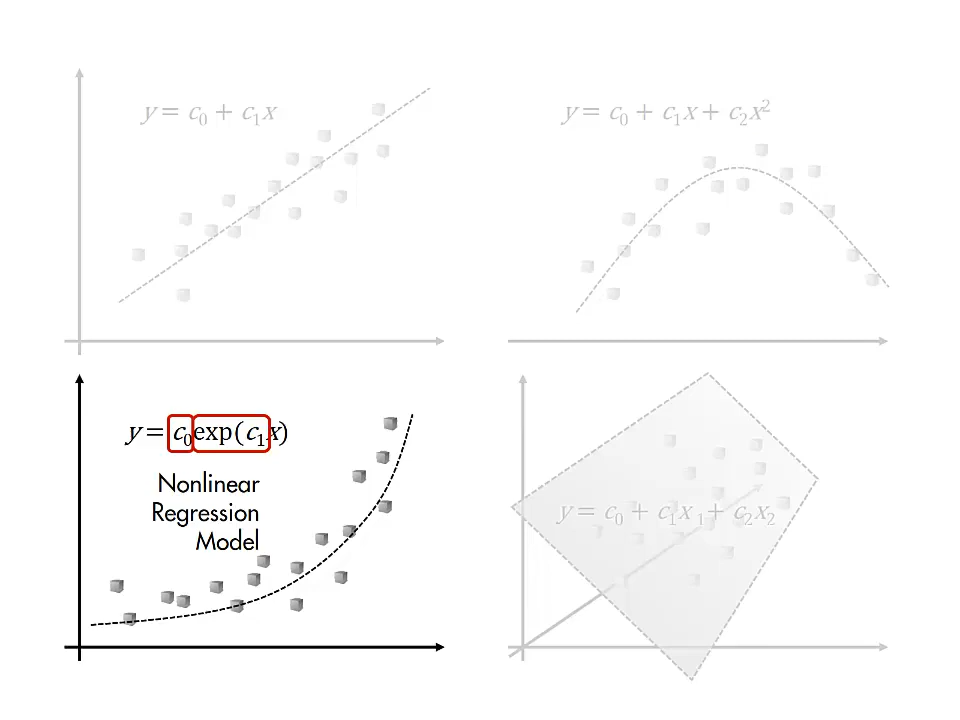 y = c₀ + c₁x
y = c₀ + c₁x + c₂x²
y = c₀exp(c₁x)
Nonlinear
Regression
Model
y = c₀ + c₁x₁ + c₂x₂